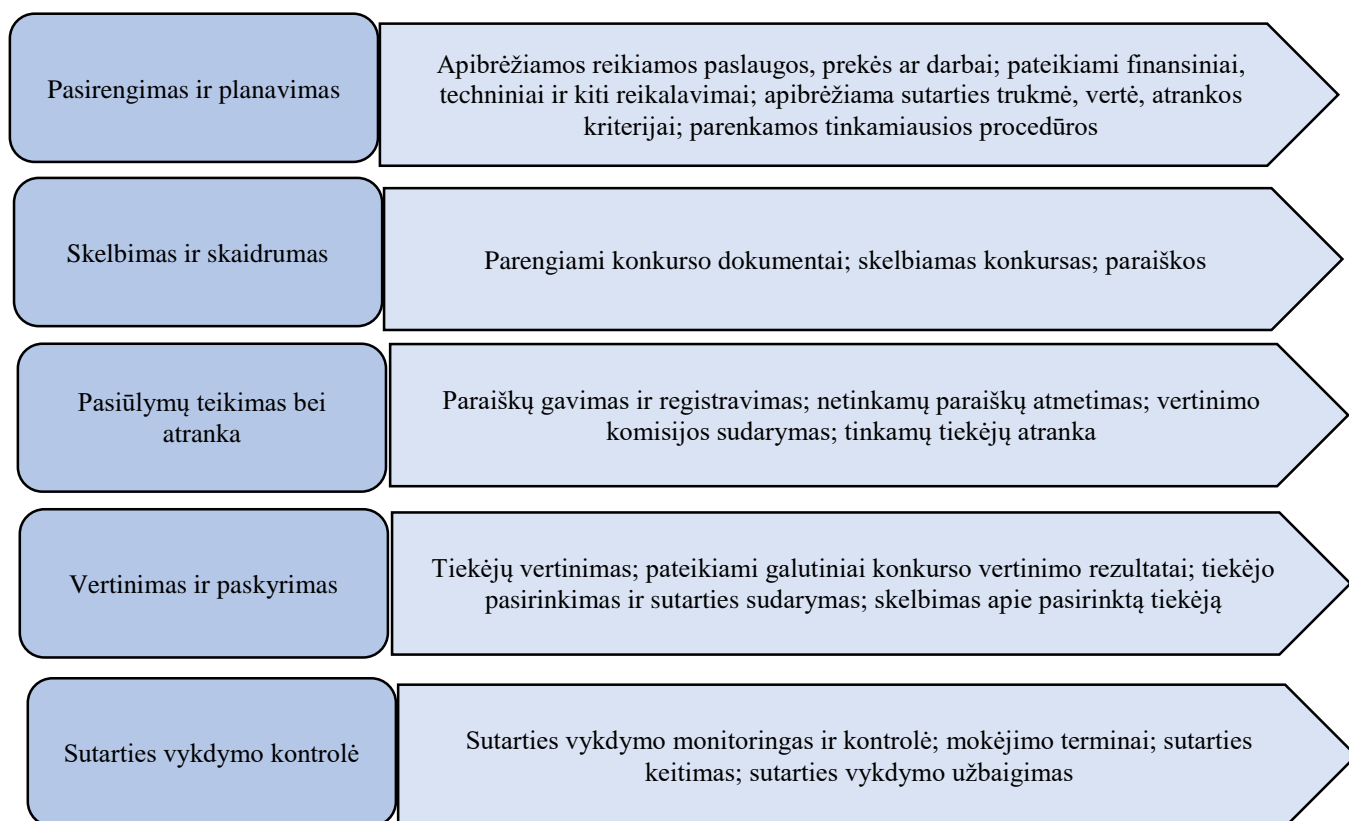 Pasirengimas ir planavimas
Apibrėžiamos reikiamos paslaugos, prekės ar darbai; pateikiami finansiniai,
techniniai ir kiti reikalavimai; apibrėžiama sutarties trukmė, vertė, atrankos
kriterijai; parenkamos tinkamiausios procedūros
Skelbimas ir skaidrumas
Parengiami konkurso dokumentai; skelbiamas konkursas; paraiškos
Pasiūlymų teikimas bei
atranka
Paraiškų gavimas ir registravimas; netinkamų paraiškų atmetimas; vertinimo
komisijos sudarymas; tinkamų tiekėjų atranka
Vertinimas ir paskyrimas
Tiekėjų vertinimas; pateikiami galutiniai konkurso vertinimo rezultatai; tiekėjo
pasirinkimas ir sutarties sudarymas; skelbimas apie pasirinktą tiekėją
Sutarties vykdymo kontrolė
Sutarties vykdymo monitoringas ir kontrolė; mokėjimo terminai; sutarties
keitimas; sutarties vykdymo užbaigimas